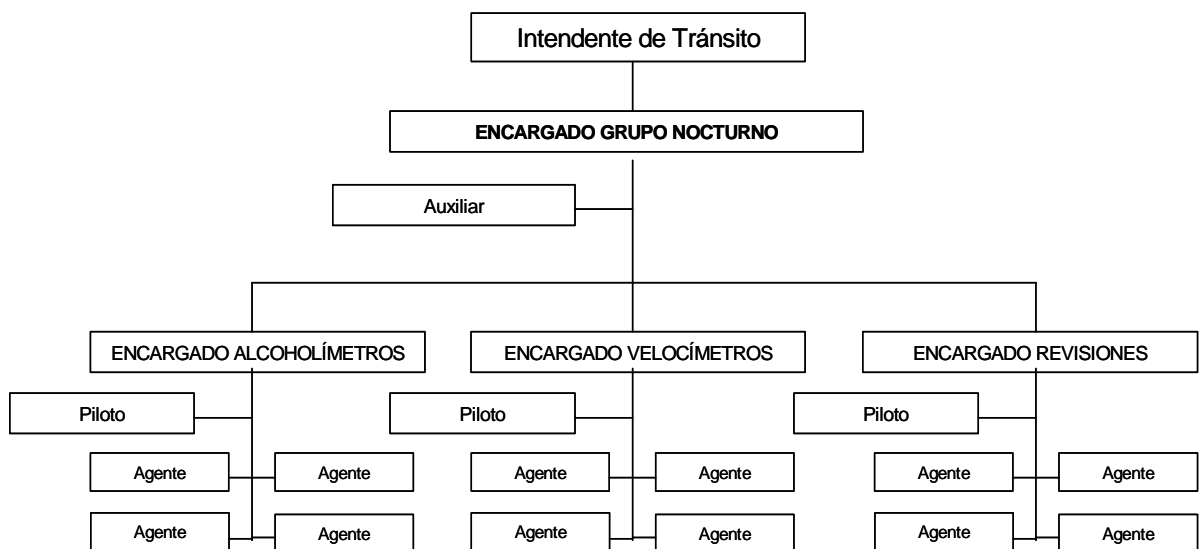 Intendente de Tránsito
ENCARGADO GRUPO NOCTURNO
Auxiliar
ENCARGADO ALCOHOLÍMETROS
ENCARGADO VELOCÍMETROS
ENCARGADO REVISIONES
Piloto
Piloto
Piloto
Agente
Agente
Agente
Agente
Agente
Agente
Agente
Agente
Agente
Agente
Agente
Agente